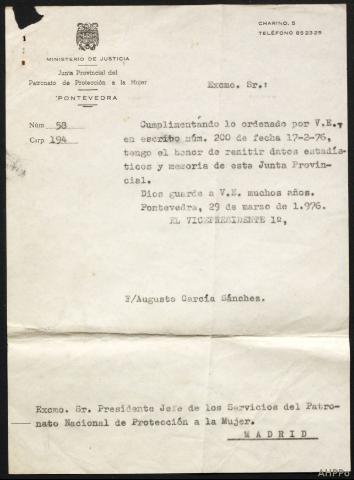 CHARINO, 5
TELÉFONO 852325
MINISTERIO DE JUSTICIA
Junta Provincial del
Patronato de Protección a la Mujer
PONTEVEDRA
Núm 58
Carp 194
Excmo. Sr.:
Cumplimentándo lo ordenado por V.E.,
en escrito núm. 200 de fecha 17-2-76,
tengo el honor de remitir datos estadís-
ticos y memoria de esta Junta Provin-
cial.
Dios guarde a V.E. muchos años.
Pontevedra, 29 de marzo de 1.976.
EL VICEPRESIDENTE 1º,
F/Augusto García Sánchez.
Excmo. Sr. Presidente Jefe de los Servicios del Patro-
nato Nacional de Protección a la Mujer.
MADRID
AHPPo